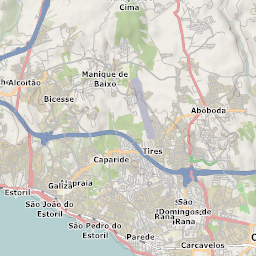 Cima
Manique de
Baixo
Alcoitão
Bicesse
Aboboda
Tires
Caparide
Estoril
Galiza
São João do
Estoril
São
Domingos de
Rana
Rana
São Pedro do
Estoril
Parede
Carcavelos